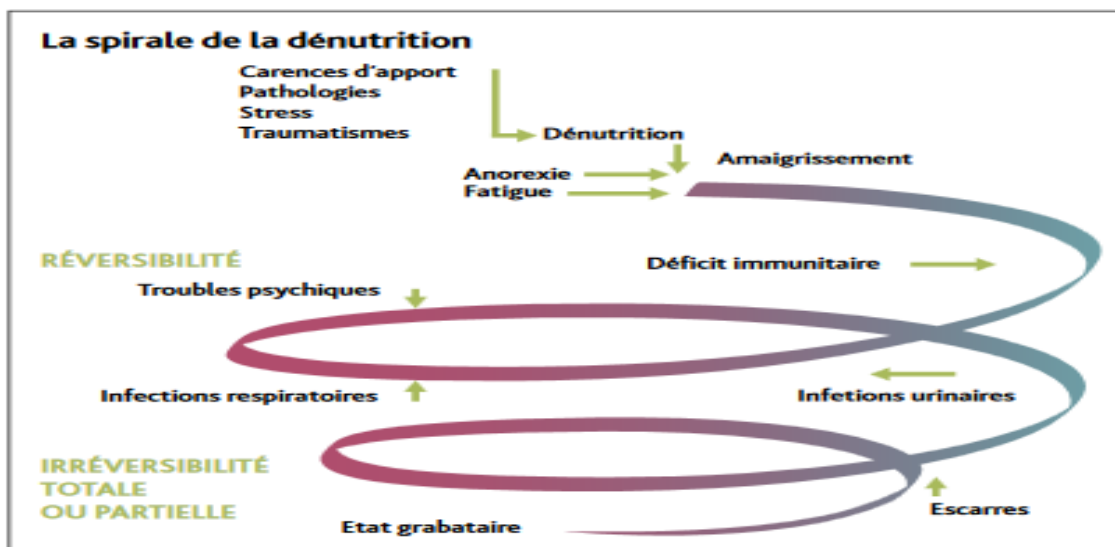 La spirale de la dénutrition
Carences d'apport
Pathologies
Stress
Traumatismes
Dénutrition
Amaigrissement
Anorexie
Fatigue
RÉVERSIBILITÉ
Déficit immunitaire
Troubles psychiques
Infections respiratoires
Infetions urinaires
IRRÉVERSIBILITÉ
TOTALE
OU PARTIELLE
Escarres
Etat grabataire